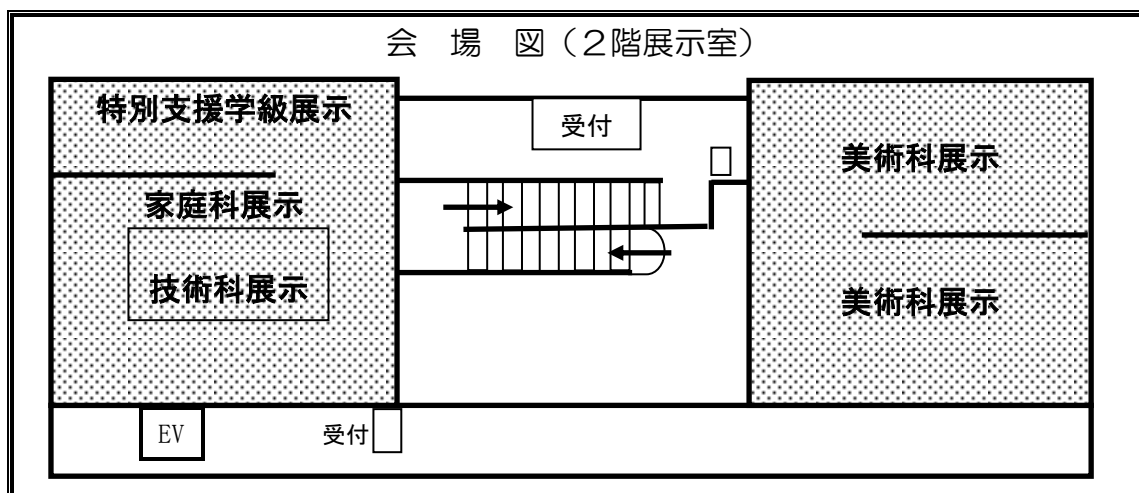 会　場　図（２階展示室）
特別支援学級展示
受付
美術科展示
家庭科展示
技術科展示
美術科展示
EV
受付